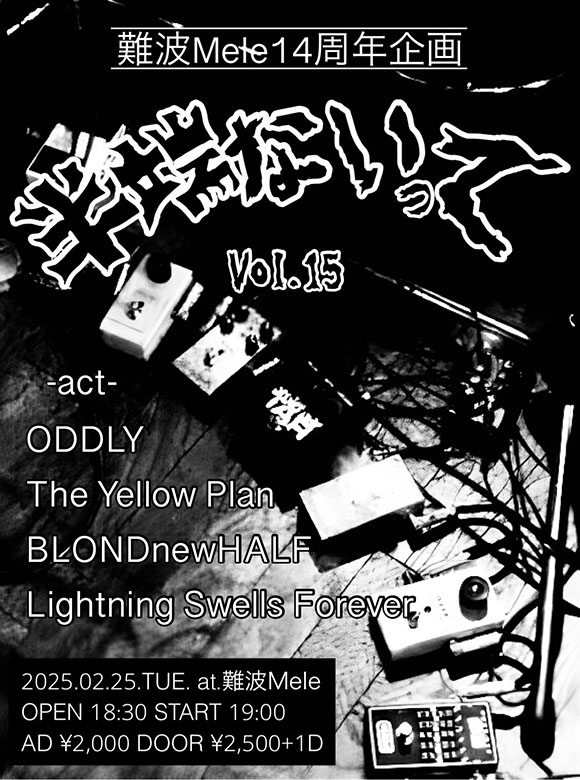 難波Mele14周年企画
半端ないって
Vol.15
-act-
ODDLY
The Yellow Plan
BLONDnewHALF
Lightning Swells Forever
2025.02.25.TUE. at.難波Mele
OPEN 18:30 START 19:00
AD ¥2,000 DOOR ¥2,500+1D